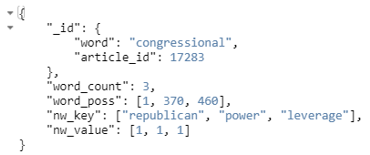 {
"_id": {
"word": "congressional",
"article_id": 17283
},
"word_count": 3,
"word_poss": [1, 370, 460],
"nw_key": ["republican", "power", "leverage"],
"nw_value": [1, 1, 1]
}